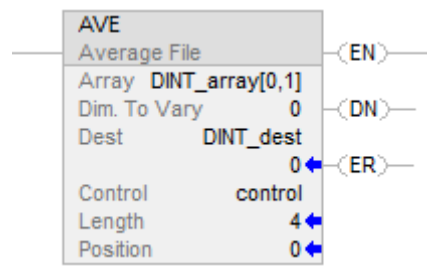 AVE
Average File
(EN)
Array DINT_array[0,1]
Dim. To Vary 0
(DN)
Dest DINT_dest
0
(ER)
Control control
Length 4
Position 0